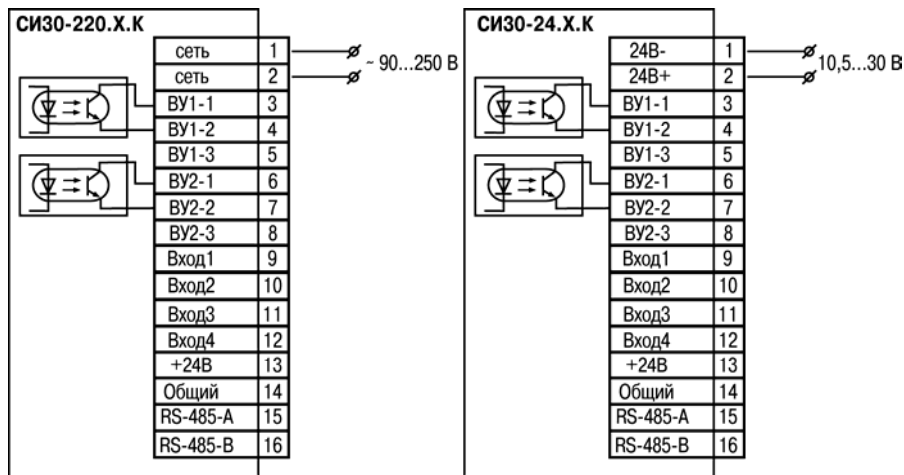 СИ30-220.Х.К
сеть 1
сеть 2
~ 90...250 В
ВУ1-1 3
ВУ1-2 4
ВУ1-3 5
ВУ2-1 6
ВУ2-2 7
ВУ2-3 8
Вход1 9
Вход2 10
Вход3 11
Вход4 12
+24В 13
Общий 14
RS-485-A 15
RS-485-B 16
СИ30-24.Х.К
24В- 1
24В+ 2
10,5...30 В
ВУ1-1 3
ВУ1-2 4
ВУ1-3 5
ВУ2-1 6
ВУ2-2 7
ВУ2-3 8
Вход1 9
Вход2 10
Вход3 11
Вход4 12
+24В 13
Общий 14
RS-485-A 15
RS-485-B 16